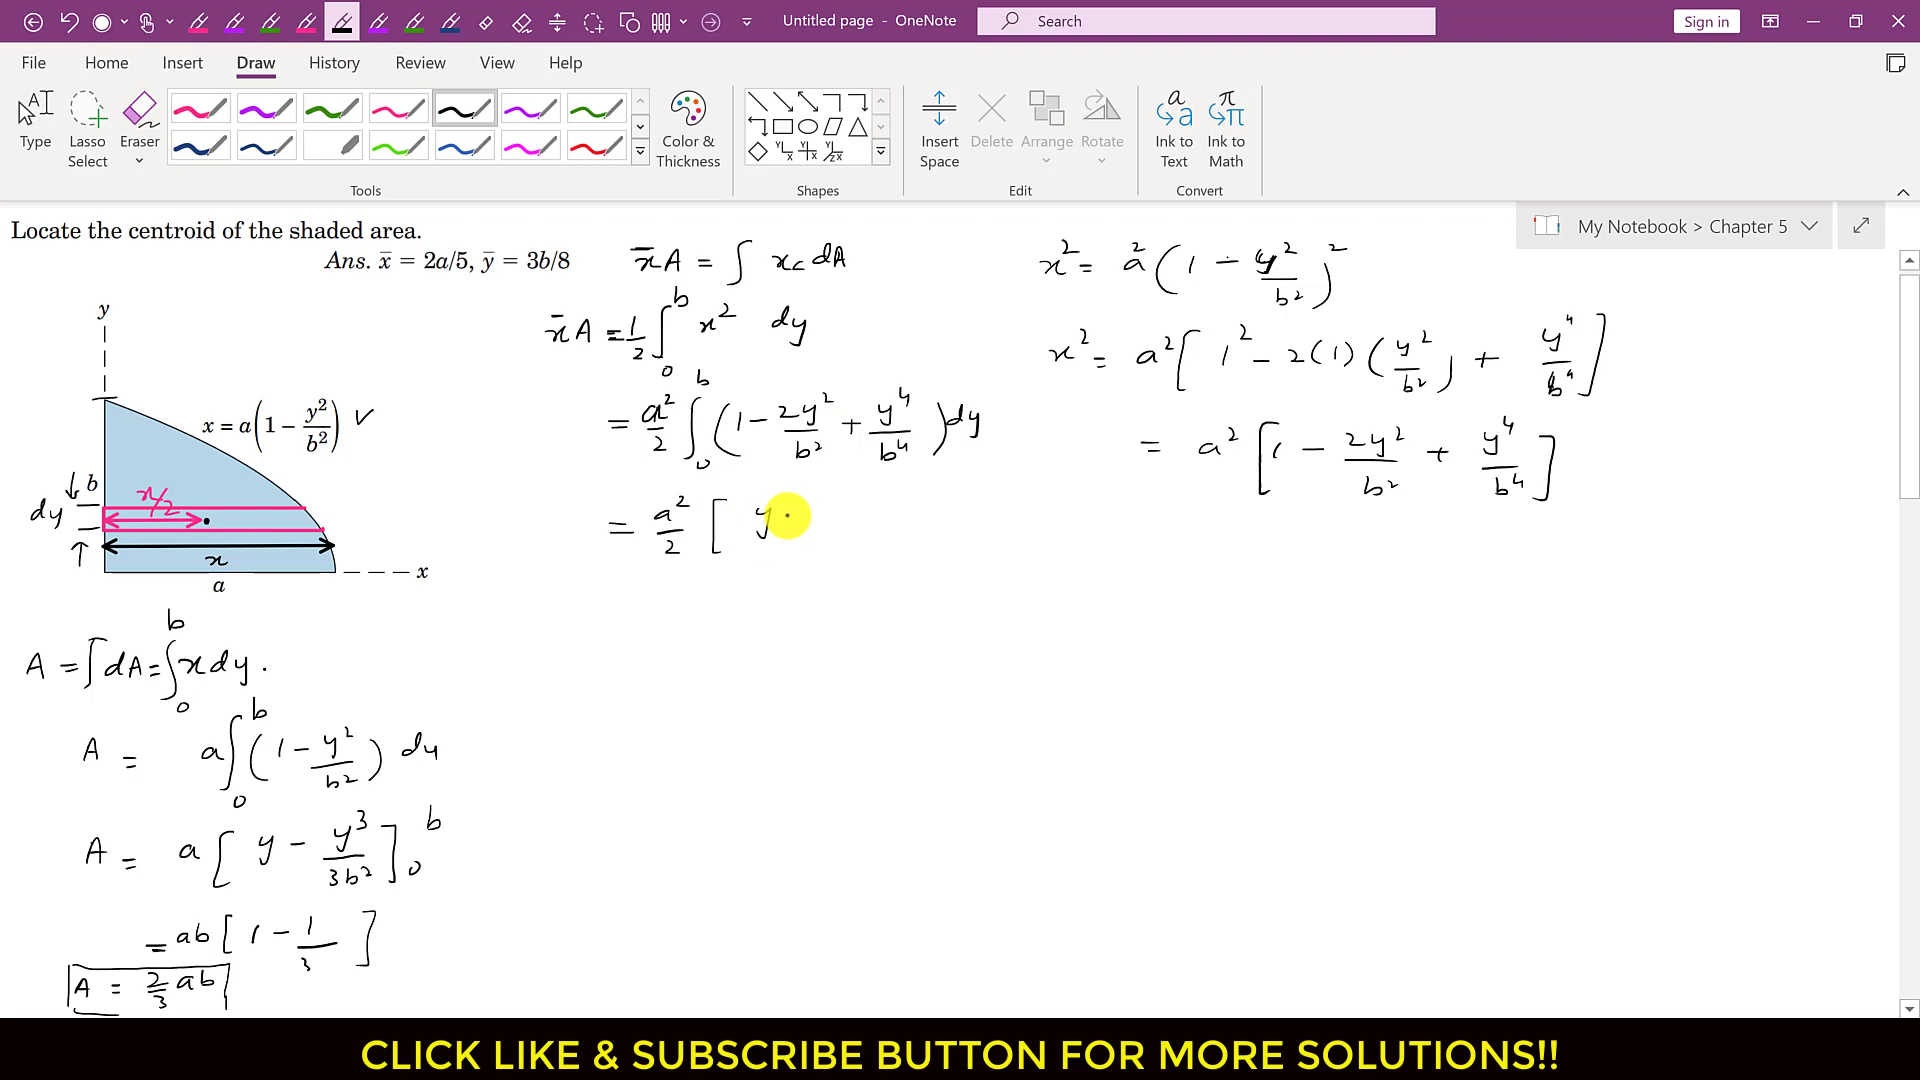 Untitled page - OneNote
Search
Sign in
File Home Insert Draw History Review View Help
Type
Lasso Select
Eraser
Color & Thickness
Insert Space
Delete
Arrange
Rotate
Ink to Text
Ink to Math
Tools
Shapes
Edit
Convert
My Notebook > Chapter 5
Locate the centroid of the shaded area.
Ans. x̄ = 2a/5, ȳ = 3b/8
y
x = a(1 − y²/b²) ✓
b
dy
x/2
x
a
x
A = ∫dA = ∫₀ᵇ x dy.
A = a∫₀ᵇ (1 − y²/b²) dy
A = a[y − y³/3b²]₀ᵇ
= ab[1 − 1/3]
A = 2/3 ab
x̄A = ∫ x_c dA
x̄A = 1/2 ∫₀ᵇ x² dy
= a²/2 ∫₀ᵇ (1 − 2y²/b² + y⁴/b⁴) dy
= a²/2 [ y
x² = a²(1 − y²/b²)²
x² = a²[1² − 2(1)(y²/b²) + y⁴/b⁴]
= a²[1 − 2y²/b² + y⁴/b⁴]
CLICK LIKE & SUBSCRIBE BUTTON FOR MORE SOLUTIONS!!